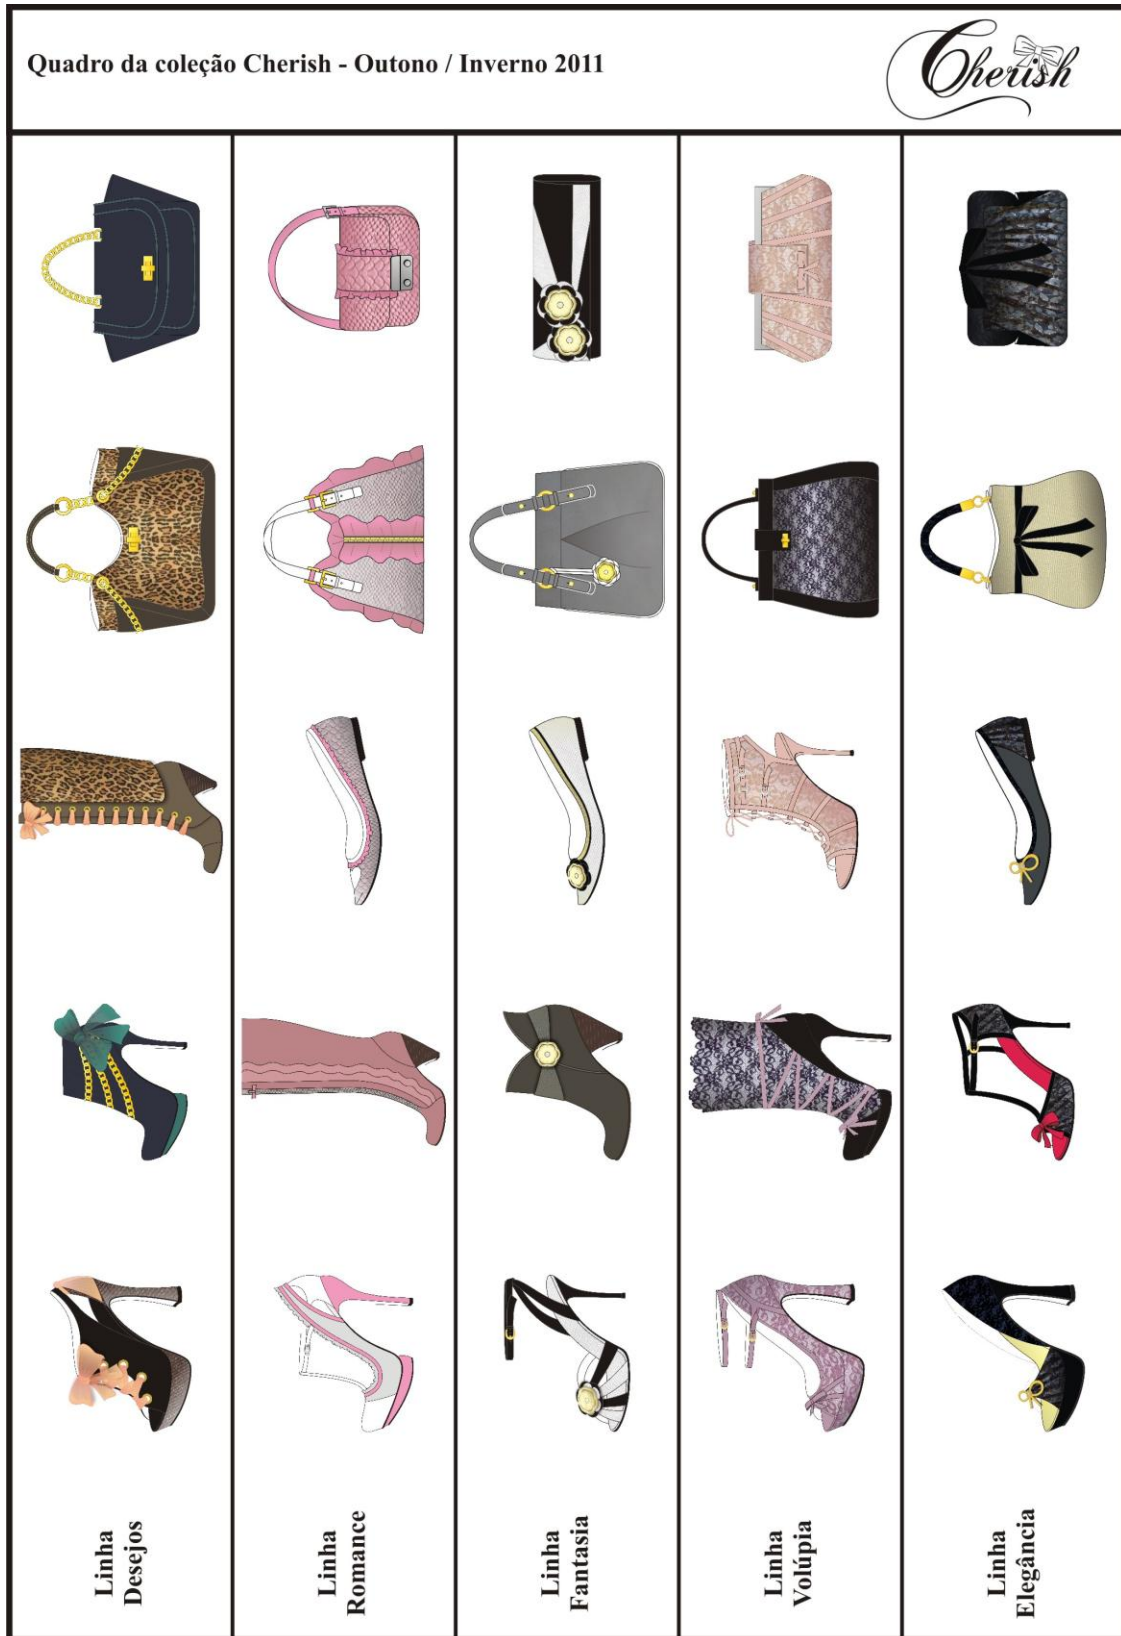 Quadro da coleção Cherish - Outono / Inverno 2011
Cherish
Linha
Desejos
Linha
Romance
Linha
Fantasia
Linha
Volúpia
Linha
Elegância